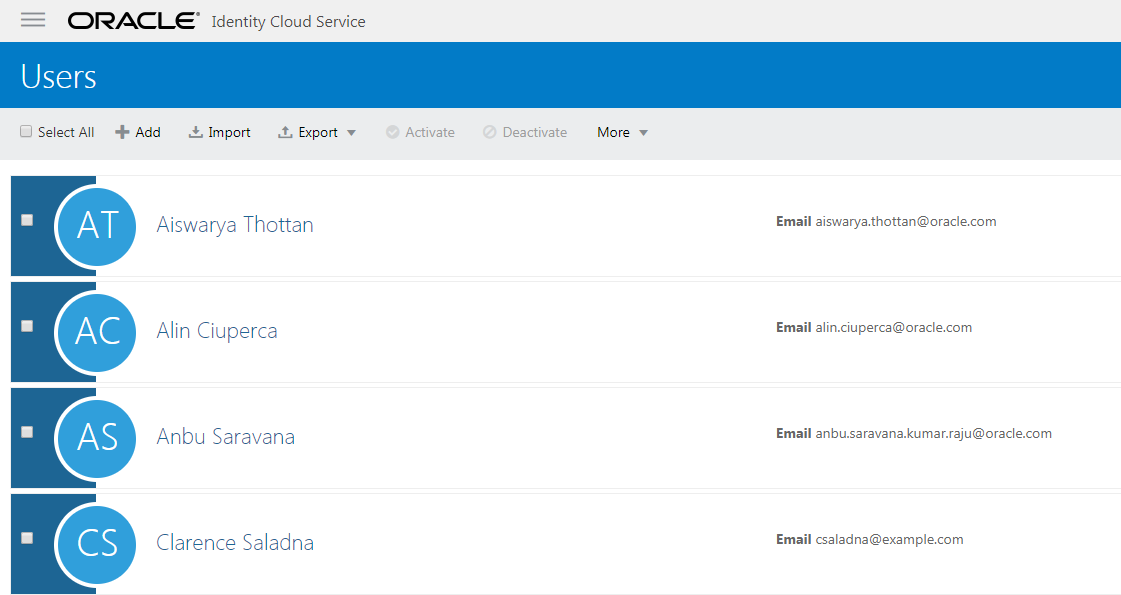 ORACLE® Identity Cloud Service
Users
Select All Add Import Export Activate Deactivate More
AT Aiswarya Thottan Email aiswarya.thottan@oracle.com
AC Alin Ciuperca Email alin.ciuperca@oracle.com
AS Anbu Saravana Email anbu.saravana.kumar.raju@oracle.com
CS Clarence Saladna Email csaladna@example.com